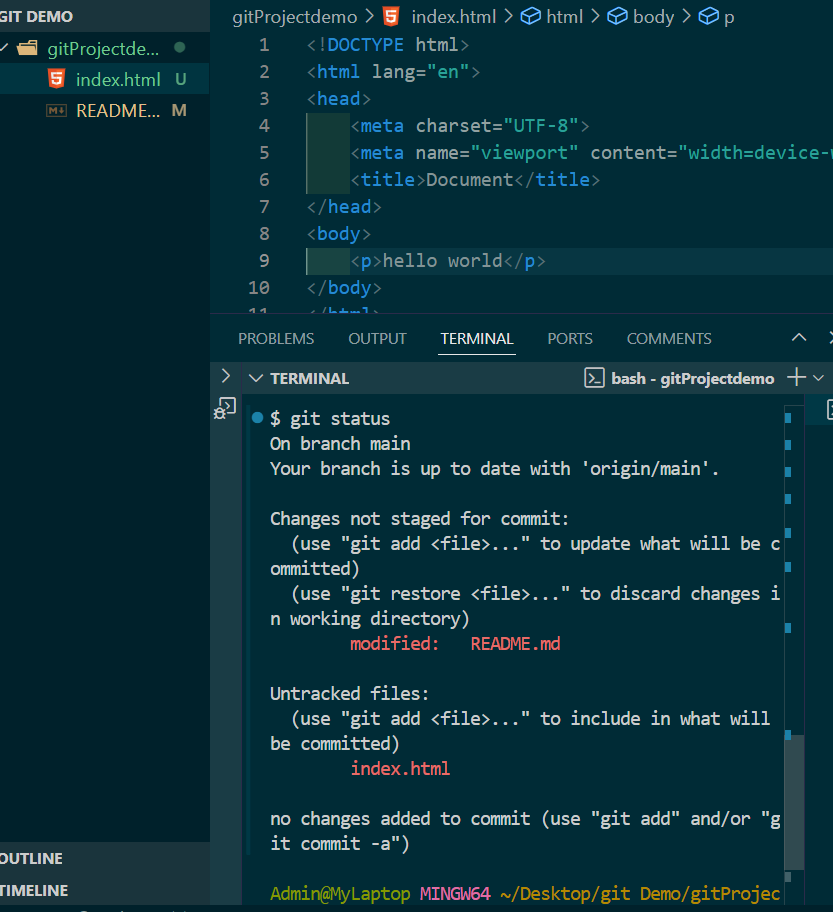 GIT DEMO
gitProjectde...
index.html U
README... M
OUTLINE
TIMELINE
gitProjectdemo > index.html > html > body > p
1 <!DOCTYPE html>
2 <html lang="en">
3 <head>
4 <meta charset="UTF-8">
5 <meta name="viewport" content="width=device-
6 <title>Document</title>
7 </head>
8 <body>
9 <p>hello world</p>
10 </body>
11 </html>
PROBLEMS OUTPUT TERMINAL PORTS COMMENTS
TERMINAL bash - gitProjectdemo
$ git status
On branch main
Your branch is up to date with 'origin/main'.
Changes not staged for commit:
(use "git add <file>..." to update what will be c
ommitted)
(use "git restore <file>..." to discard changes i
n working directory)
modified: README.md
Untracked files:
(use "git add <file>..." to include in what will
be committed)
index.html
no changes added to commit (use "git add" and/or "g
it commit -a")
Admin@MyLaptop MINGW64 ~/Desktop/git Demo/gitProjec